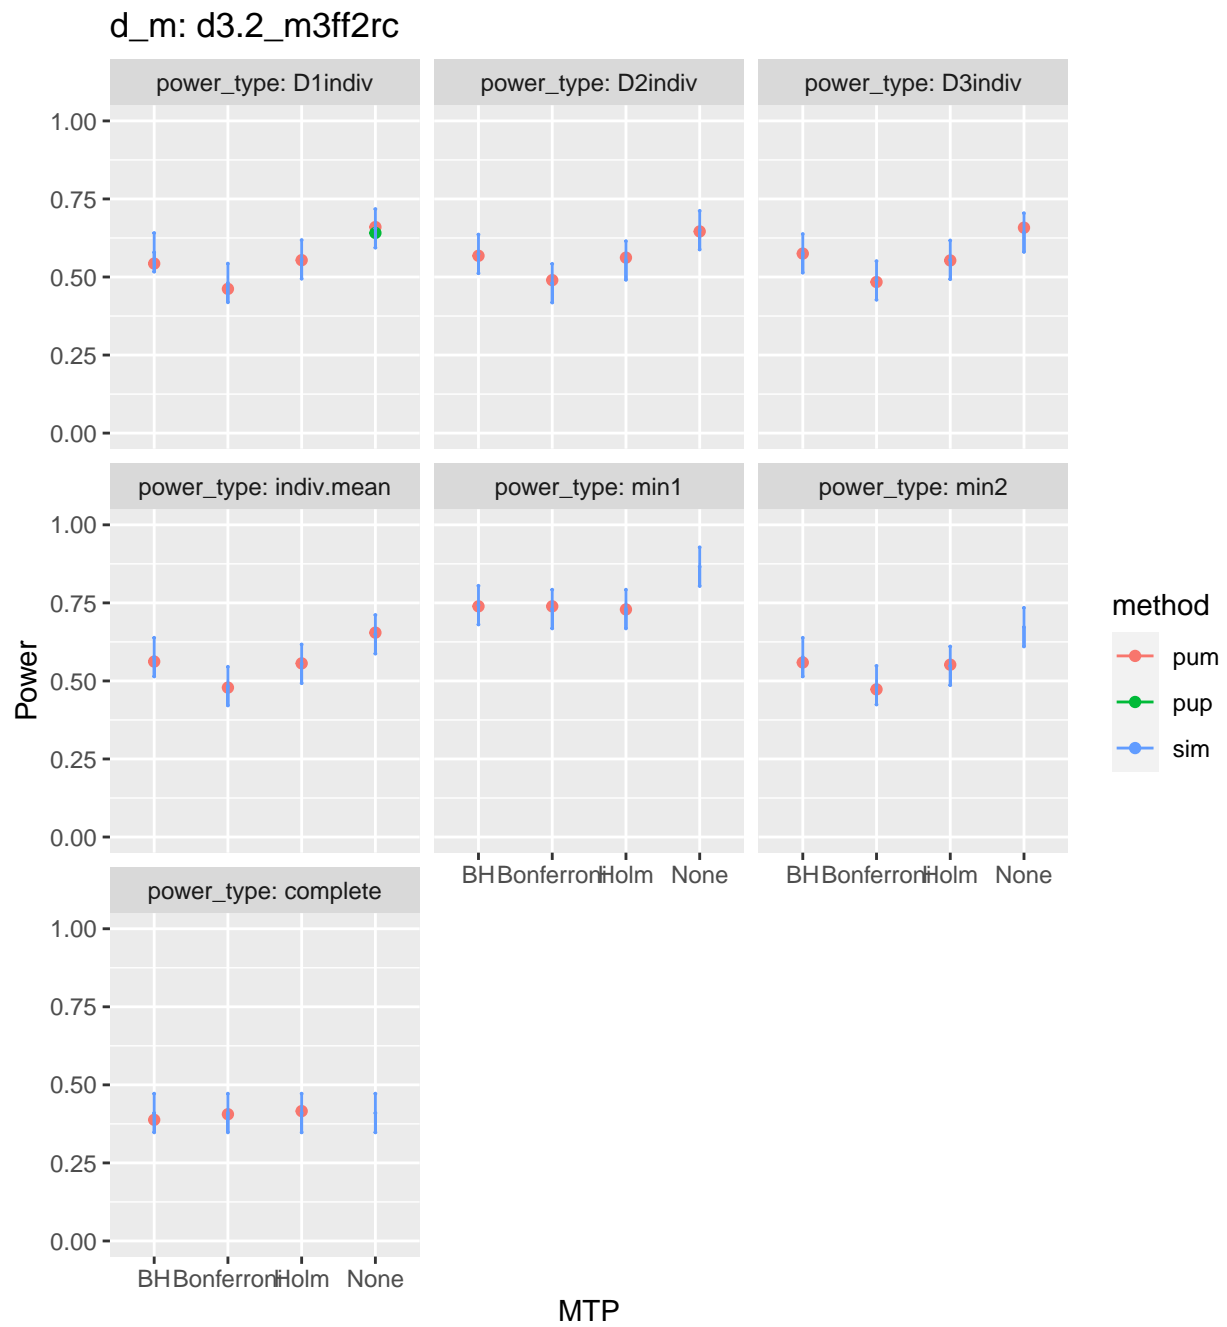 d_m: d3.2_m3ff2rc
power_type: D1indiv
power_type: D2indiv
power_type: D3indiv
1.00
0.75
0.50
0.25
0.00
power_type: indiv.mean
power_type: min1
power_type: min2
1.00
0.75
0.50
0.25
0.00
BH Bonferroni Holm None
BH Bonferroni Holm None
power_type: complete
1.00
0.75
0.50
0.25
0.00
BH Bonferroni Holm None
MTP
Power
method
pum
pup
sim